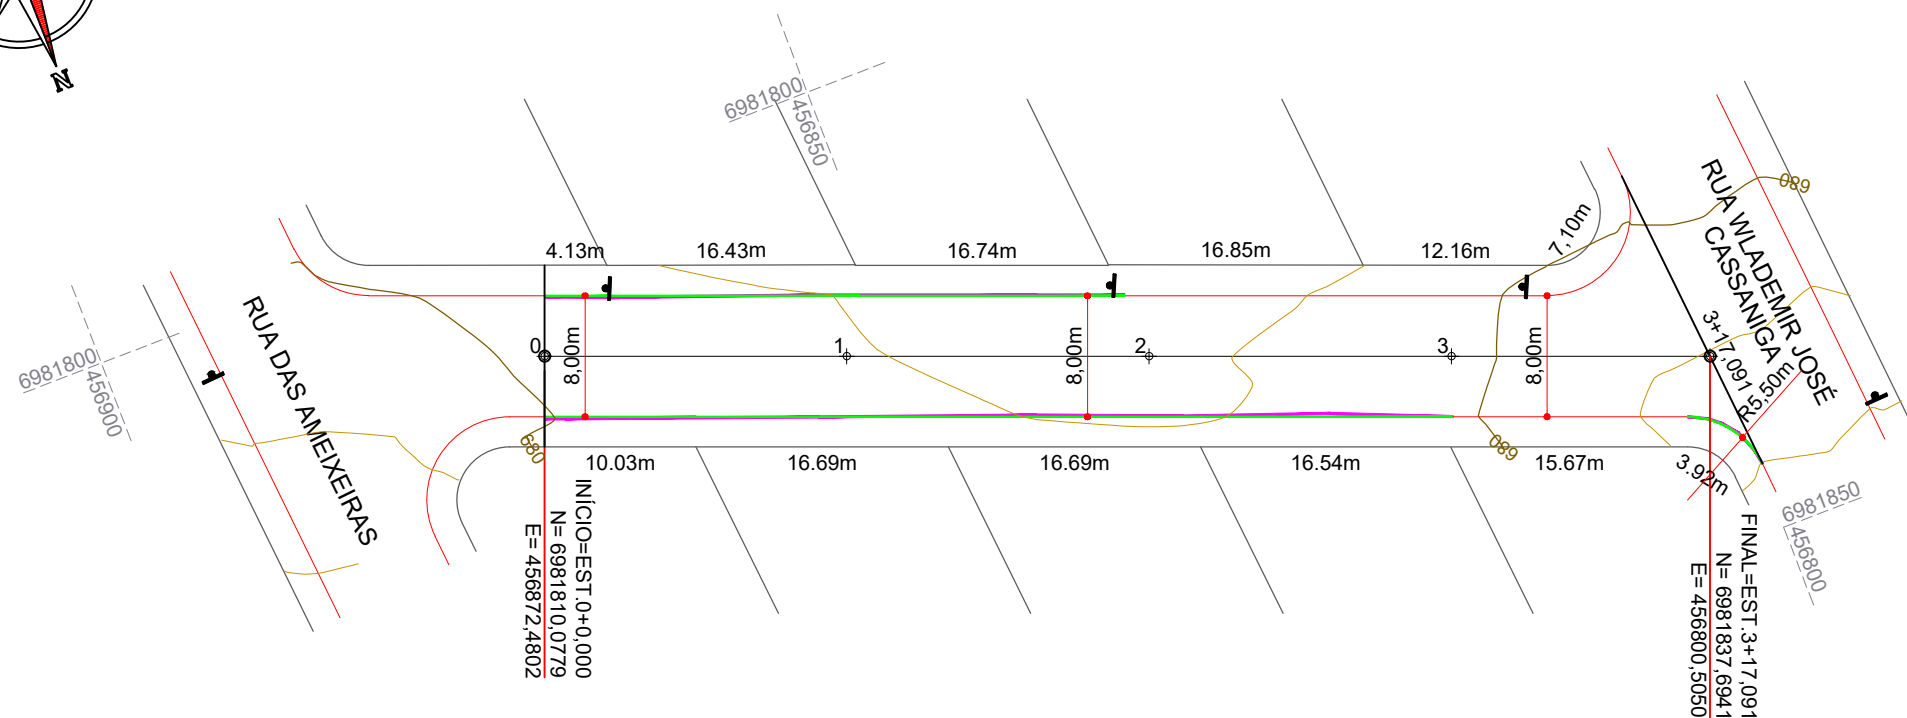 N
6981800
456850
RUA WLADEMIR JOSÉ
CASSANIGA
680
4.13m
16.43m
16.74m
16.85m
12.16m
7,10m
RUA DAS AMEIXEIRAS
6981800
456900
0
1
2
3
3+17,091
8,00m
8,00m
8,00m
R5,50m
680
680
10.03m
16.69m
16.69m
16.54m
15.67m
3.92m
6981850
456800
INÍCIO=EST.0+0,000
N= 6981810,0779
E= 456872,4802
FINAL=EST.3+17,091
N= 6981837,6941
E= 456800,5050